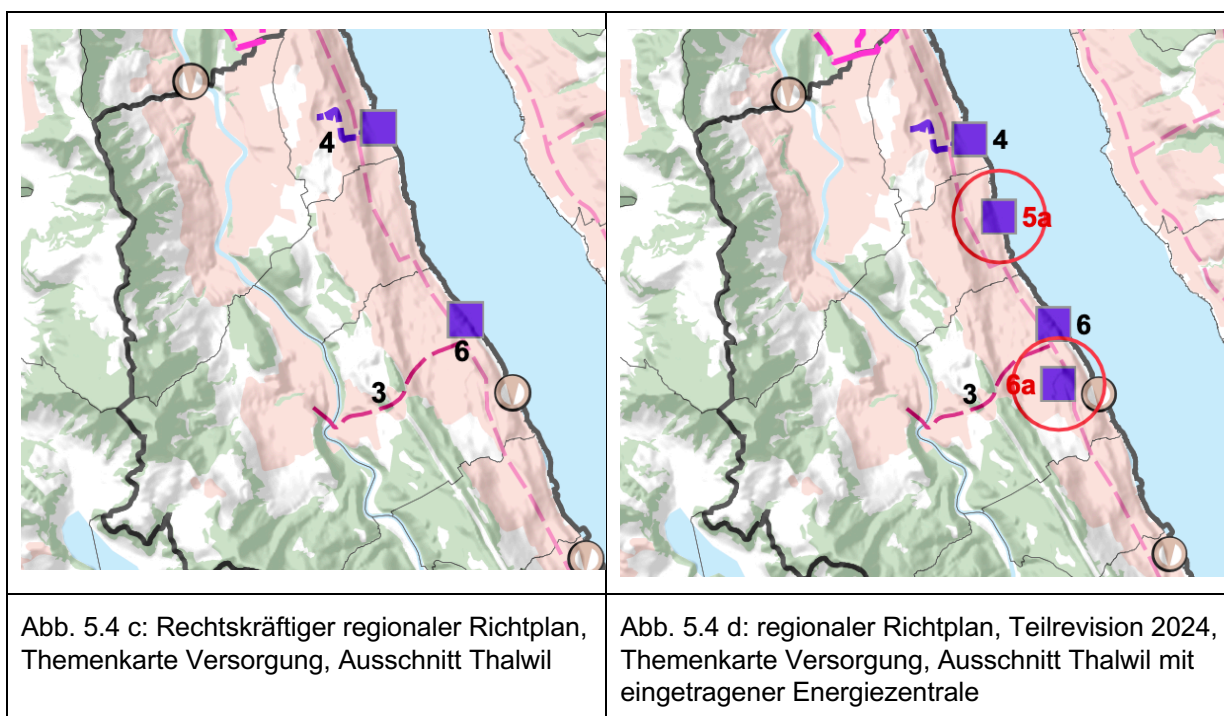 4
6
3
4
5a
6
6a
3
Abb. 5.4 c: Rechtskräftiger regionaler Richtplan,
Themenkarte Versorgung, Ausschnitt Thalwil
Abb. 5.4 d: regionaler Richtplan, Teilrevision 2024,
Themenkarte Versorgung, Ausschnitt Thalwil mit
eingetragener Energiezentrale